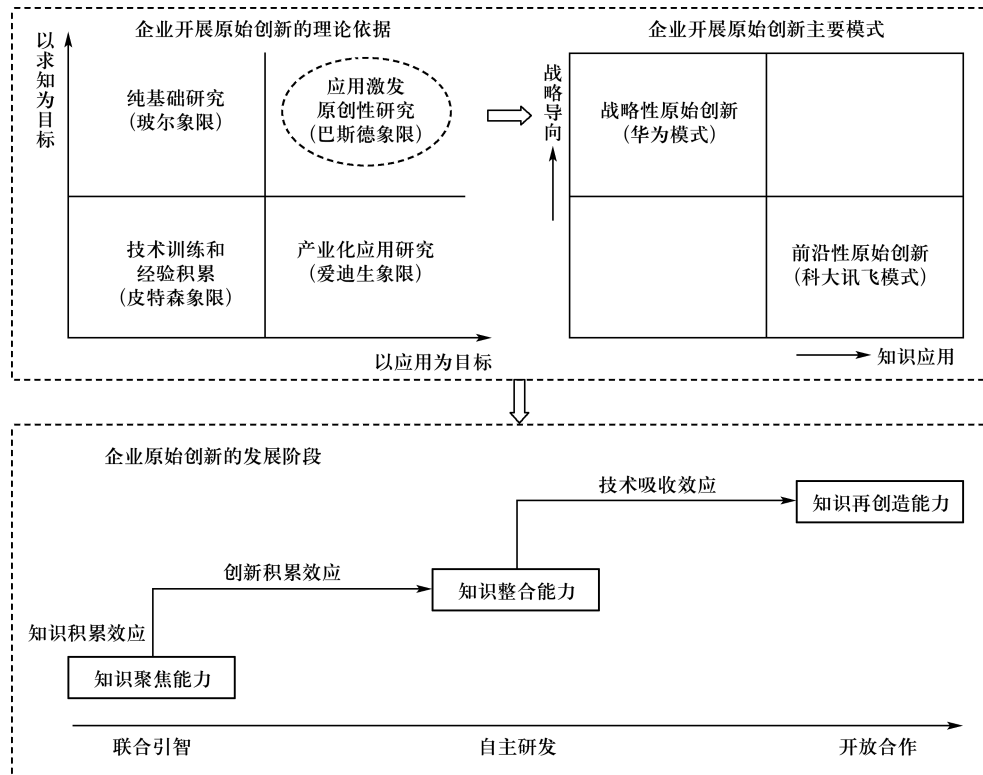 企业开展原始创新的理论依据
以求知为目标
纯基础研究
(玻尔象限)
应用激发
原创性研究
(巴斯德象限)
技术训练和
经验积累
(皮特森象限)
产业化应用研究
(爱迪生象限)
以应用为目标
企业开展原始创新主要模式
战略导向
战略性原始创新
(华为模式)
前沿性原始创新
(科大讯飞模式)
知识应用
企业原始创新的发展阶段
技术吸收效应
知识再创造能力
创新积累效应
知识整合能力
知识积累效应
知识聚焦能力
联合引智
自主研发
开放合作